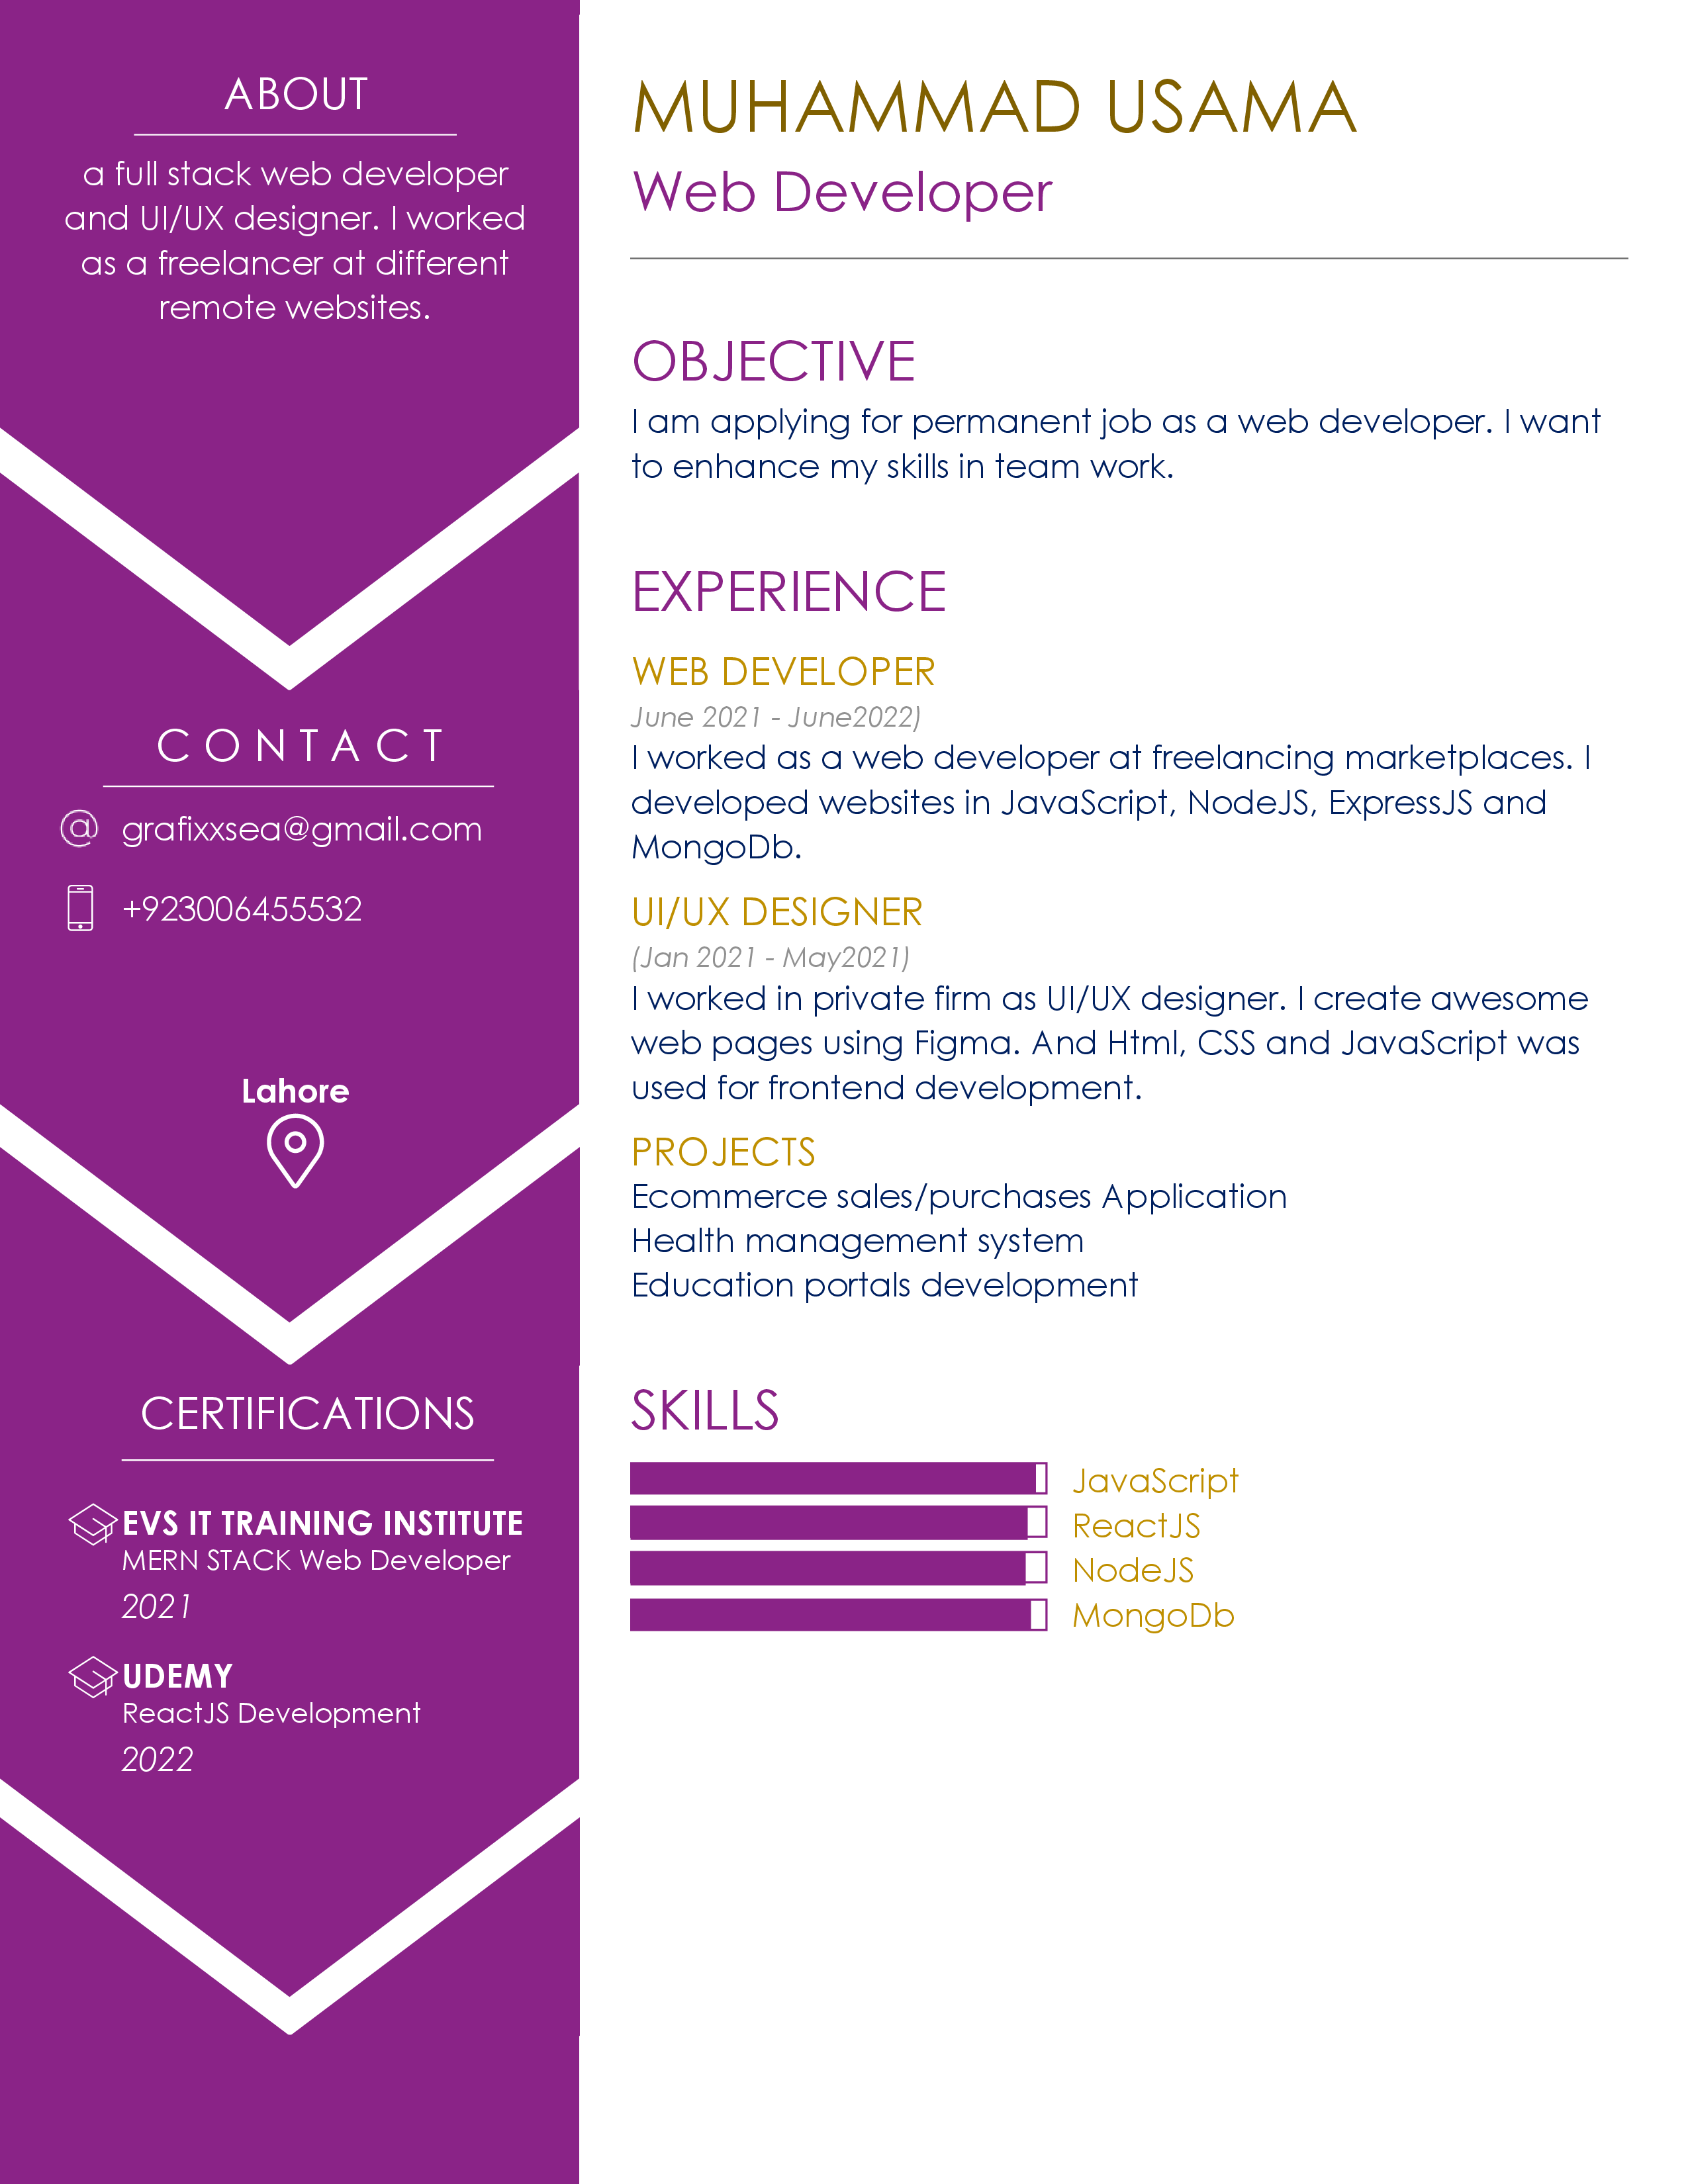 ABOUT
a full stack web developer
and UI/UX designer. I worked
as a freelancer at different
remote websites.
CONTACT
@ grafixxsea@gmail.com
+923006455532
Lahore
CERTIFICATIONS
EVS IT TRAINING INSTITUTE
MERN STACK Web Developer
2021
UDEMY
ReactJS Development
2022
MUHAMMAD USAMA
Web Developer
OBJECTIVE
I am applying for permanent job as a web developer. I want
to enhance my skills in team work.
EXPERIENCE
WEB DEVELOPER
June 2021 - June2022)
I worked as a web developer at freelancing marketplaces. I
developed websites in JavaScript, NodeJS, ExpressJS and
MongoDb.
UI/UX DESIGNER
(Jan 2021 - May2021)
I worked in private firm as UI/UX designer. I create awesome
web pages using Figma. And Html, CSS and JavaScript was
used for frontend development.
PROJECTS
Ecommerce sales/purchases Application
Health management system
Education portals development
SKILLS
JavaScript
ReactJS
NodeJS
MongoDb